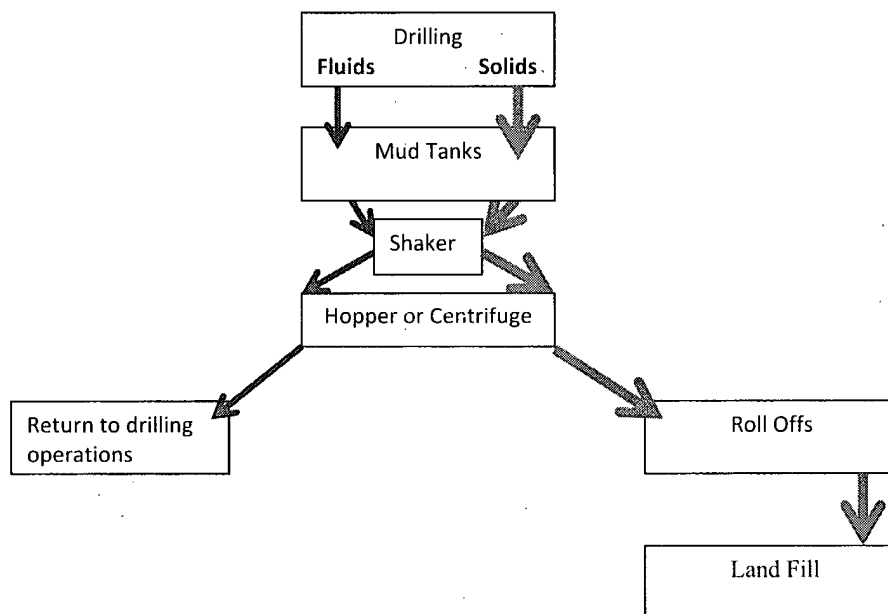 Drilling
Fluids Solids
Mud Tanks
Shaker
Hopper or Centrifuge
Return to drilling
operations
Roll Offs
Land Fill